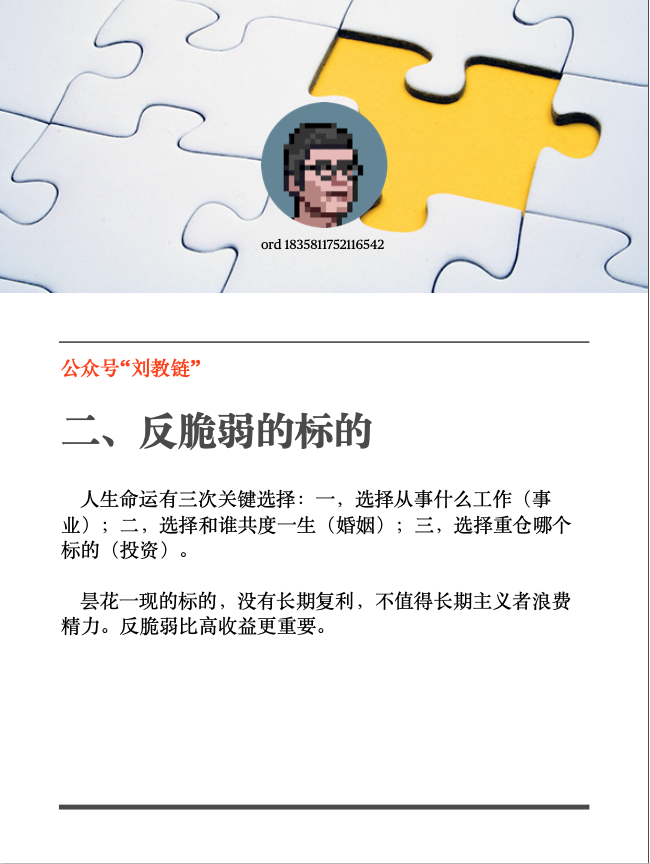 ord 1835811752116542
公众号“刘教链”
二、反脆弱的标的
人生命运有三次关键选择：一，选择从事什么工作（事
业）；二，选择和谁共度一生（婚姻）；三，选择重仓哪个
标的（投资）。
昙花一现的标的，没有长期复利，不值得长期主义者浪费
精力。反脆弱比高收益更重要。